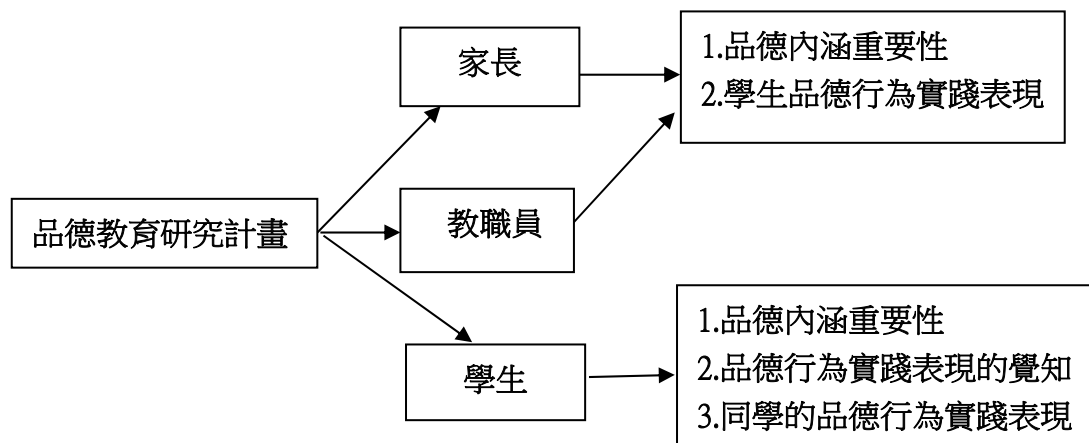 家長
1.品德內涵重要性
2.學生品德行為實踐表現
教職員
品德教育研究計畫
學生
1.品德內涵重要性
2.品德行為實踐表現的覺知
3.同學的品德行為實踐表現